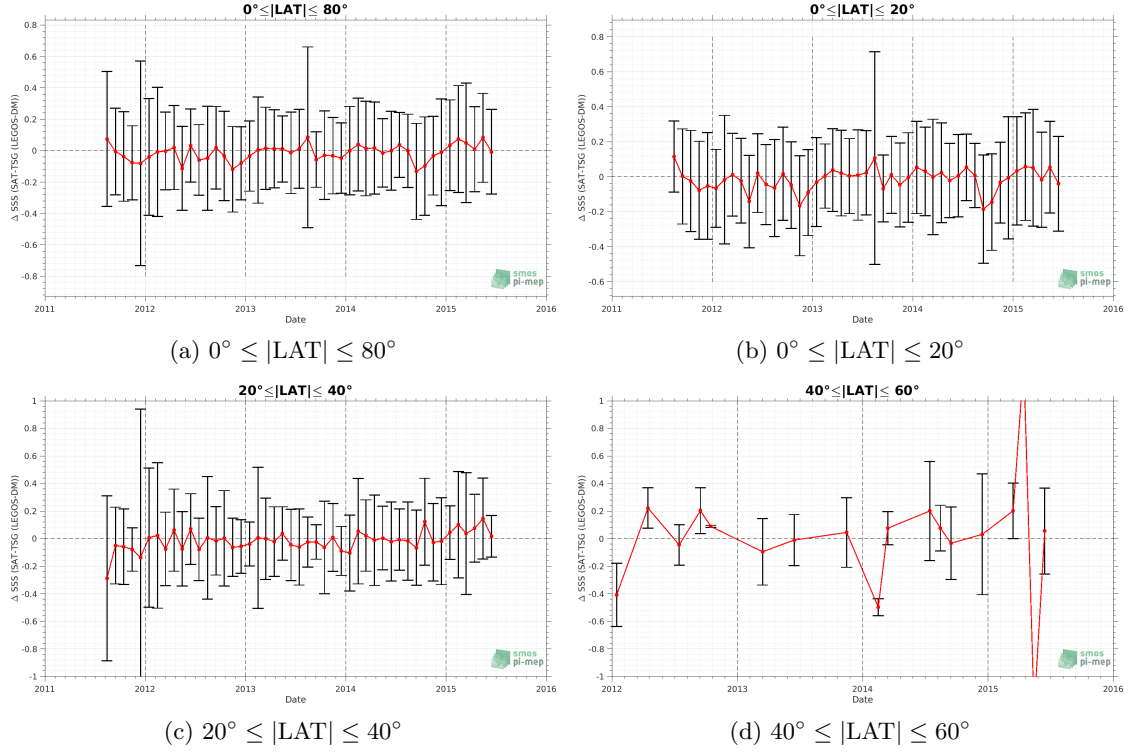 0°≤|LAT|≤ 80°
Δ SSS (SAT-TSG (LEGOS-DM))
0.8
0.6
0.4
0.2
0
-0.2
-0.4
-0.6
-0.8
2011 2012 2013 2014 2015 2016
Date
smos
pi-mep
(a) 0° ≤ |LAT| ≤ 80°
0°≤|LAT|≤ 20°
Δ SSS (SAT-TSG (LEGOS-DM))
0.8
0.6
0.4
0.2
0
-0.2
-0.4
-0.6
2011 2012 2013 2014 2015 2016
Date
smos
pi-mep
(b) 0° ≤ |LAT| ≤ 20°
20°≤|LAT|≤ 40°
Δ SSS (SAT-TSG (LEGOS-DM))
1
0.8
0.6
0.4
0.2
0
-0.2
-0.4
-0.6
-0.8
-1
2011 2012 2013 2014 2015 2016
Date
smos
pi-mep
(c) 20° ≤ |LAT| ≤ 40°
40°≤|LAT|≤ 60°
Δ SSS (SAT-TSG (LEGOS-DM))
1
0.8
0.6
0.4
0.2
0
-0.2
-0.4
-0.6
-0.8
-1
2012 2013 2014 2015 2016
Date
smos
pi-mep
(d) 40° ≤ |LAT| ≤ 60°